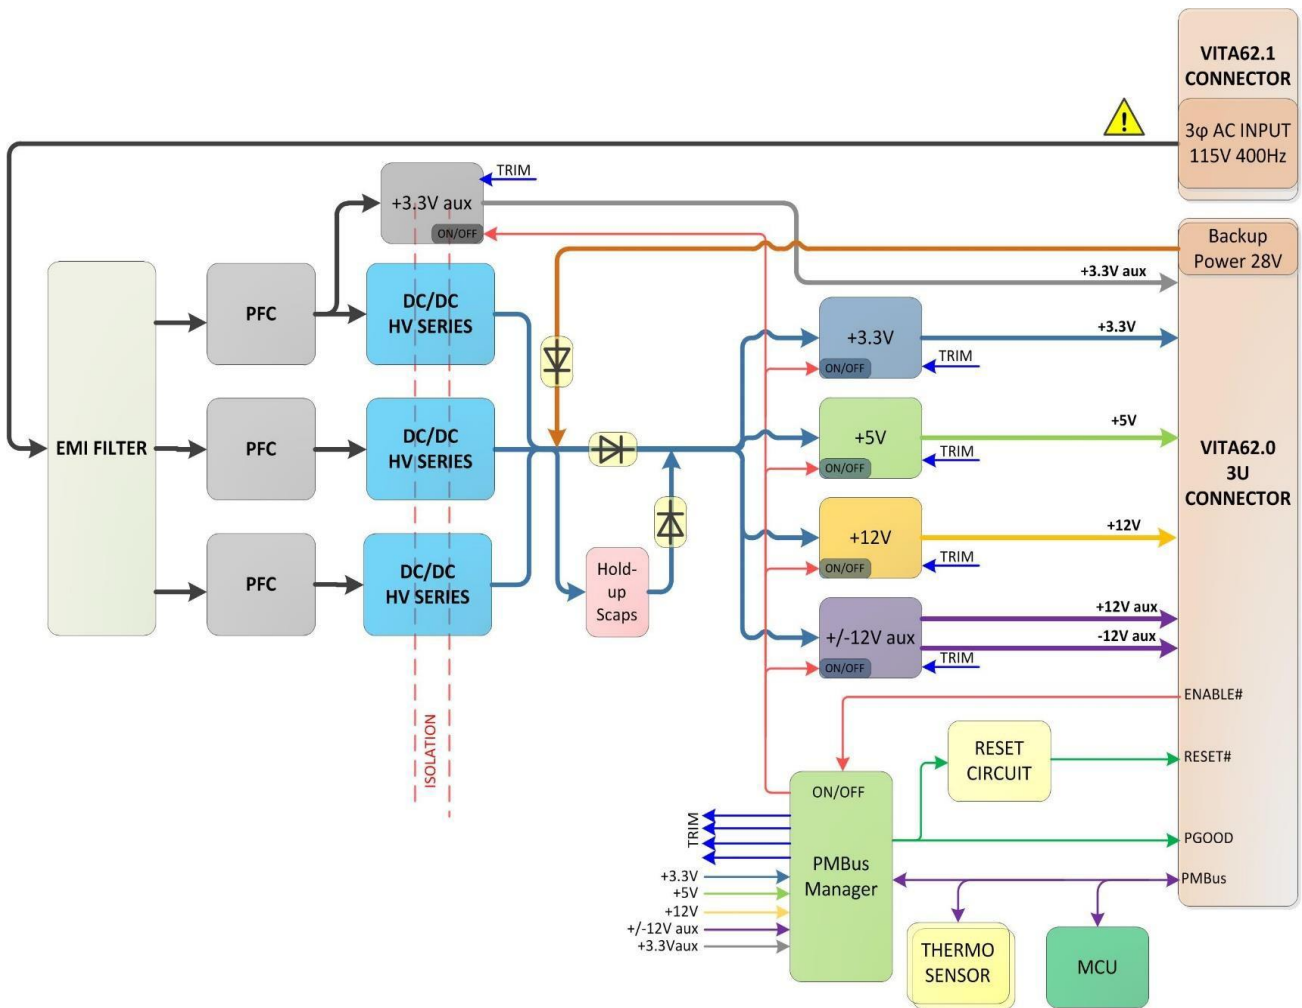 VITA62.1
CONNECTOR
3φ AC INPUT
115V 400Hz
TRIM
+3.3V aux
ON/OFF
Backup
Power 28V
+3.3V aux
EMI FILTER
PFC
DC/DC
HV SERIES
PFC
DC/DC
HV SERIES
PFC
DC/DC
HV SERIES
ISOLATION
Hold-
up
Scaps
+3.3V
ON/OFF
TRIM
+3.3V
+5V
ON/OFF
TRIM
+5V
+12V
ON/OFF
TRIM
+12V
+/-12V aux
ON/OFF
TRIM
+12V aux
-12V aux
VITA62.0
3U
CONNECTOR
ENABLE#
RESET#
PGOOD
PMBus
RESET
CIRCUIT
ON/OFF
PMBus
Manager
TRIM
+3.3V
+5V
+12V
+/-12V aux
+3.3Vaux
THERMO
SENSOR
MCU